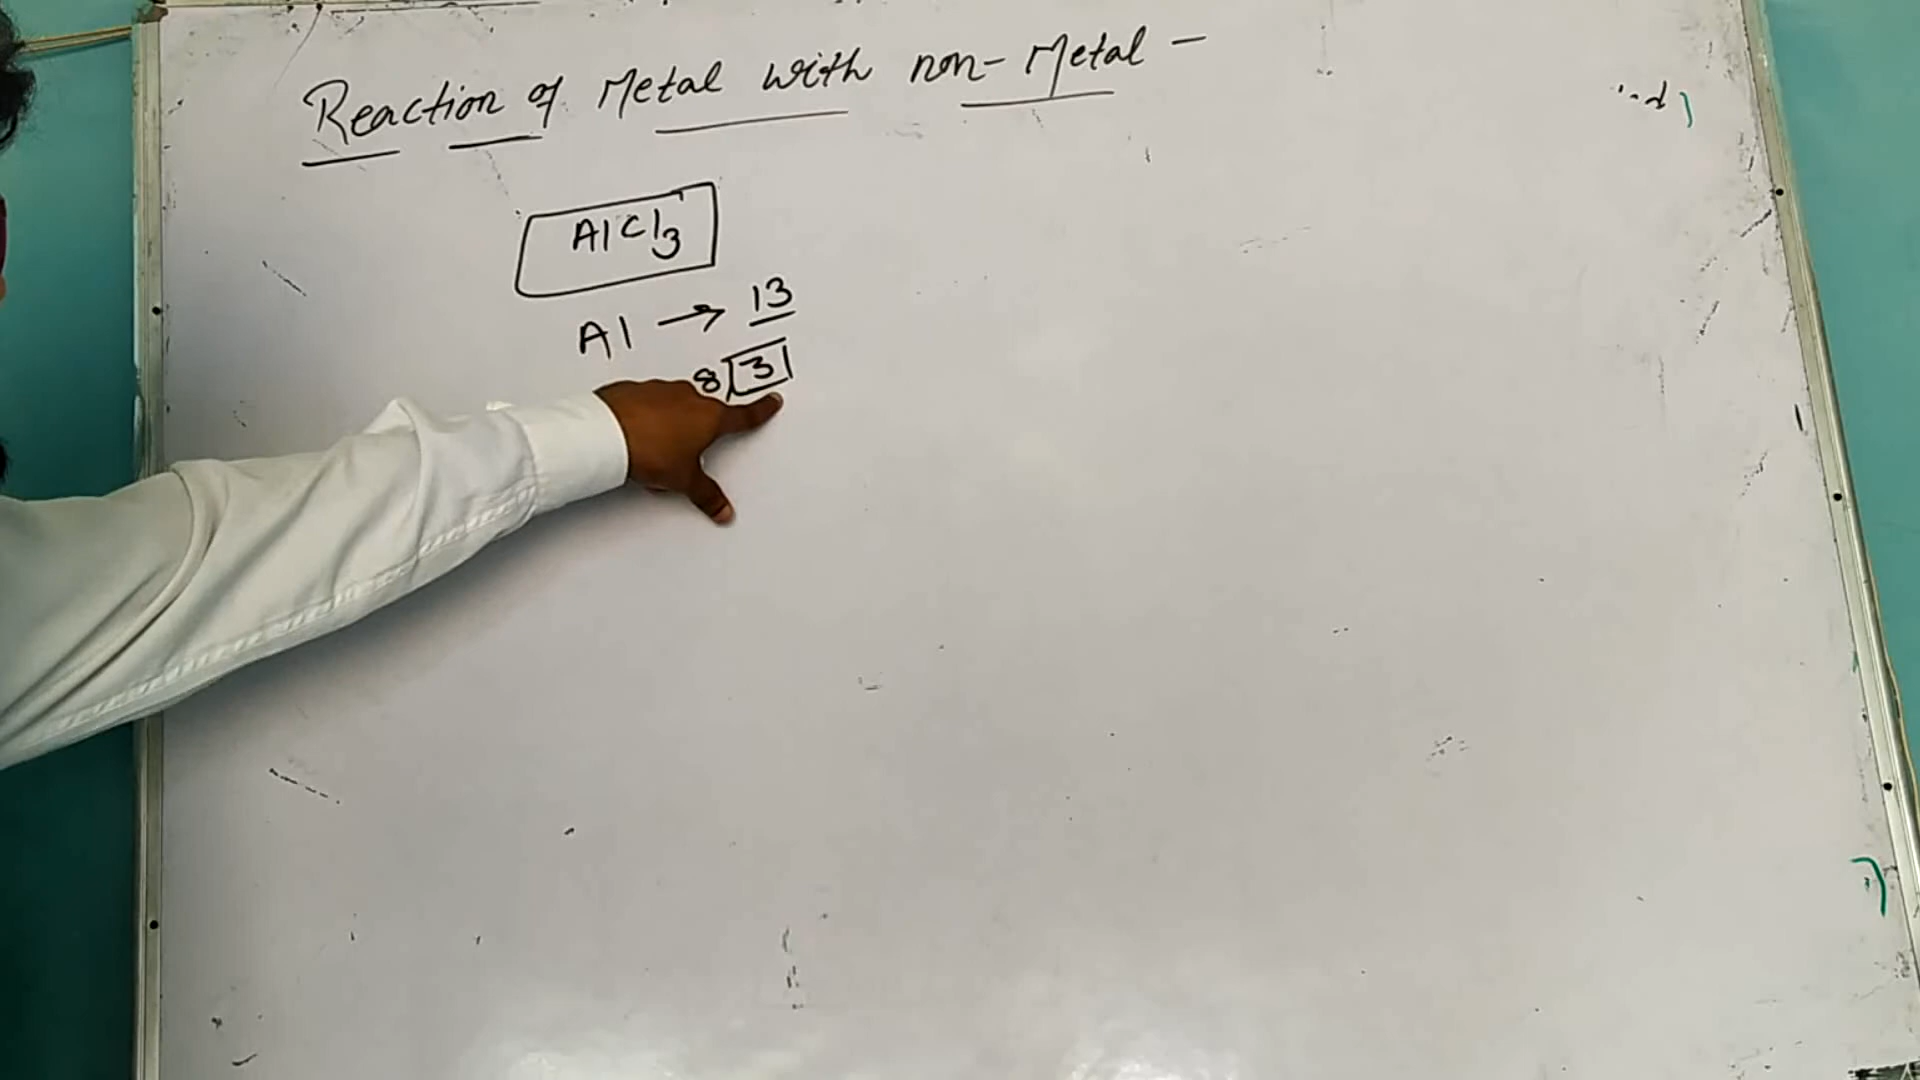 Reaction of Metal with non-Metal -
AlCl3
Al → 13
8 3